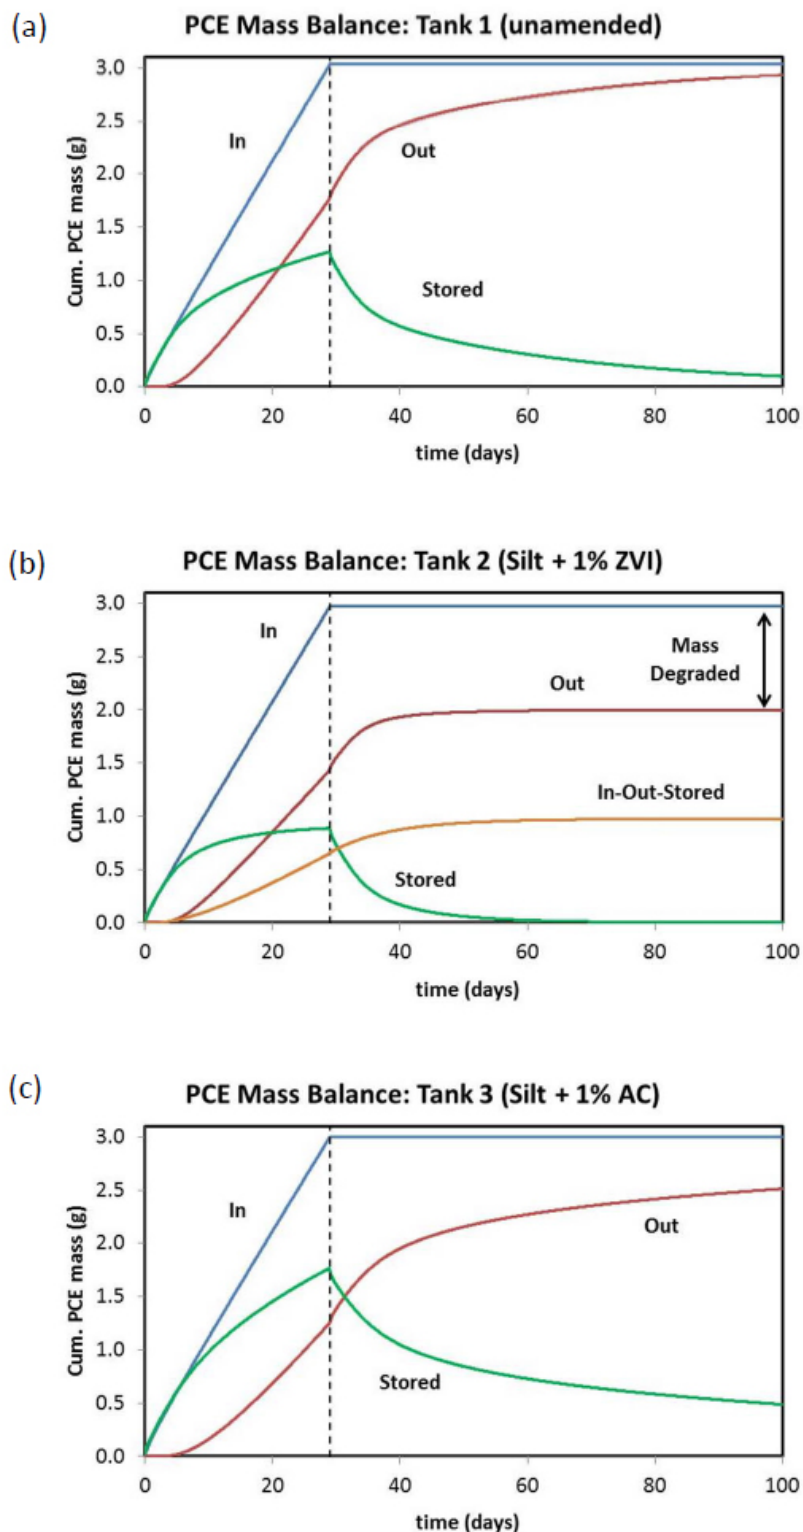 (a)
PCE Mass Balance: Tank 1 (unamended)
Cum. PCE mass (g)
3.0
2.5
2.0
1.5
1.0
0.5
0.0
In
Out
Stored
0 20 40 60 80 100
time (days)
(b)
PCE Mass Balance: Tank 2 (Silt + 1% ZVI)
Cum. PCE mass (g)
3.0
2.5
2.0
1.5
1.0
0.5
0.0
In
Mass
Degraded
Out
In-Out-Stored
Stored
0 20 40 60 80 100
time (days)
(c)
PCE Mass Balance: Tank 3 (Silt + 1% AC)
Cum. PCE mass (g)
3.0
2.5
2.0
1.5
1.0
0.5
0.0
In
Out
Stored
0 20 40 60 80 100
time (days)